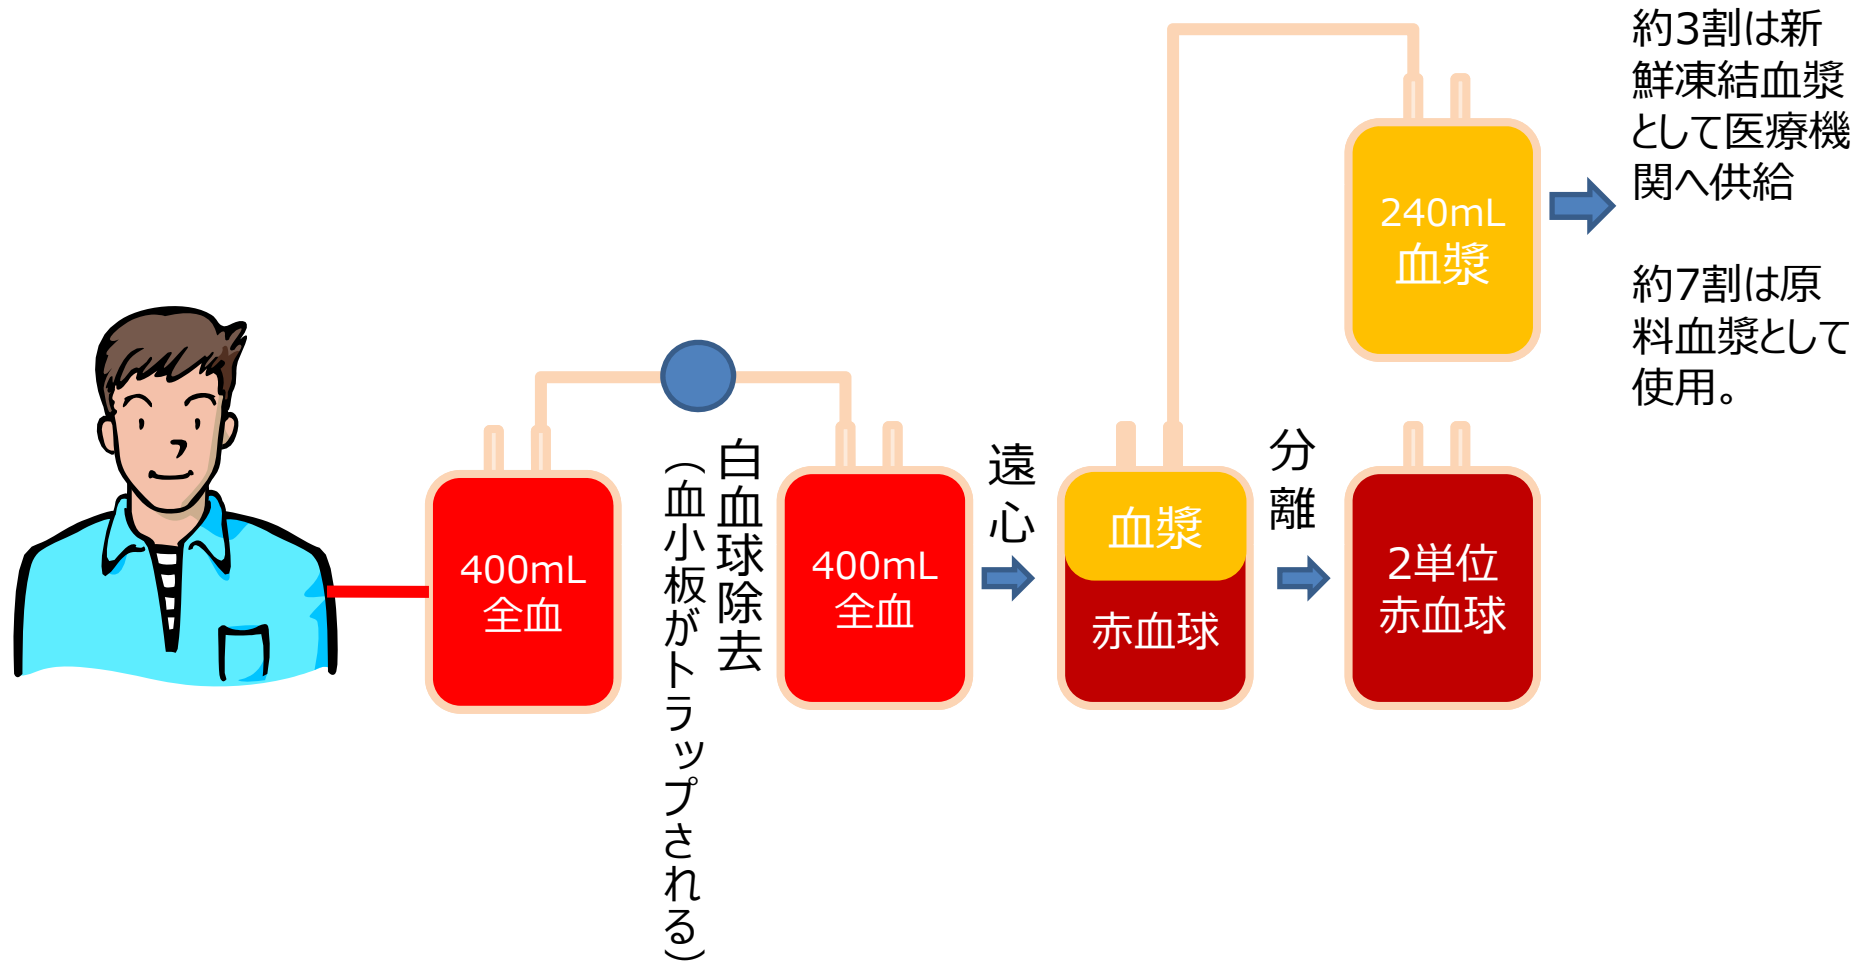 400mL
全血
白血球除去
（血小板がトラップされる）
400mL
全血
遠心
血漿
赤血球
分離
240mL
血漿
2単位
赤血球
約3割は新
鮮凍結血漿
として医療機
関へ供給
約7割は原
料血漿として
使用。